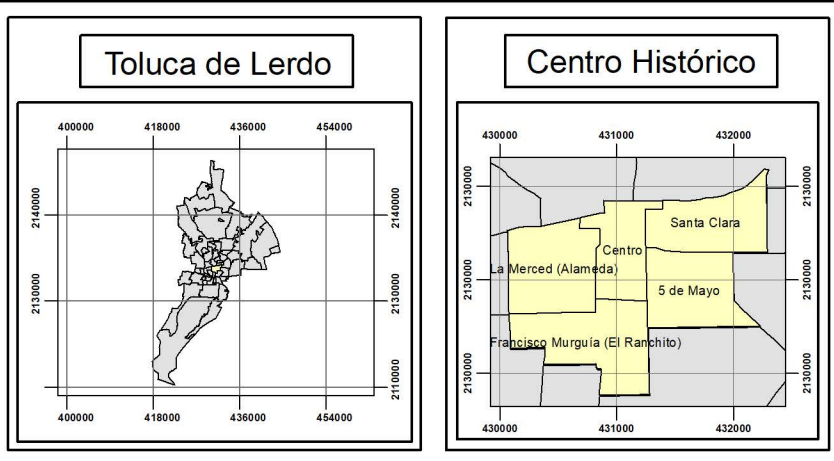 Toluca de Lerdo
400000 418000 436000 454000
2140000 2140000
2130000 2130000
2110000
400000 418000 436000 454000
Centro Histórico
430000 431000 432000
2130000 2130000
Santa Clara
Centro
La Merced (Alameda)
2130000 2130000
5 de Mayo
Francisco Murguía (El Ranchito)
2130000 2130000
430000 431000 432000